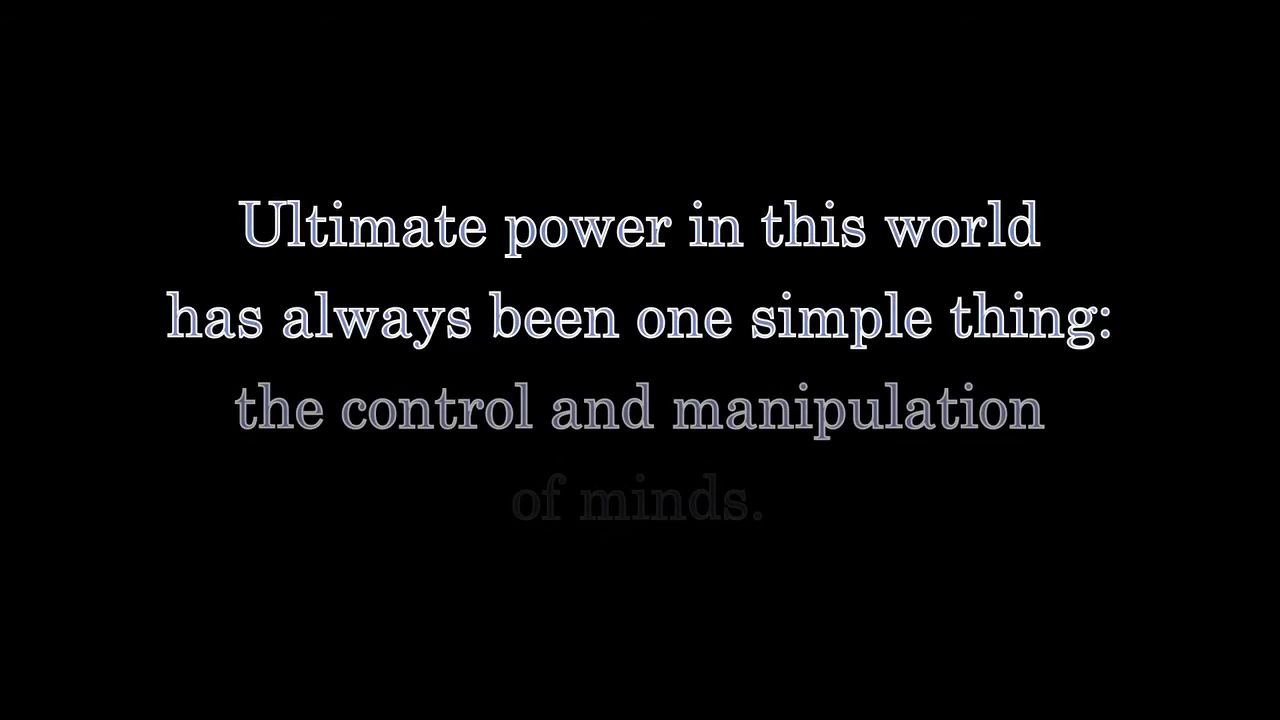 Ultimate power in this world
has always been one simple thing:
the control and manipulation
of minds.